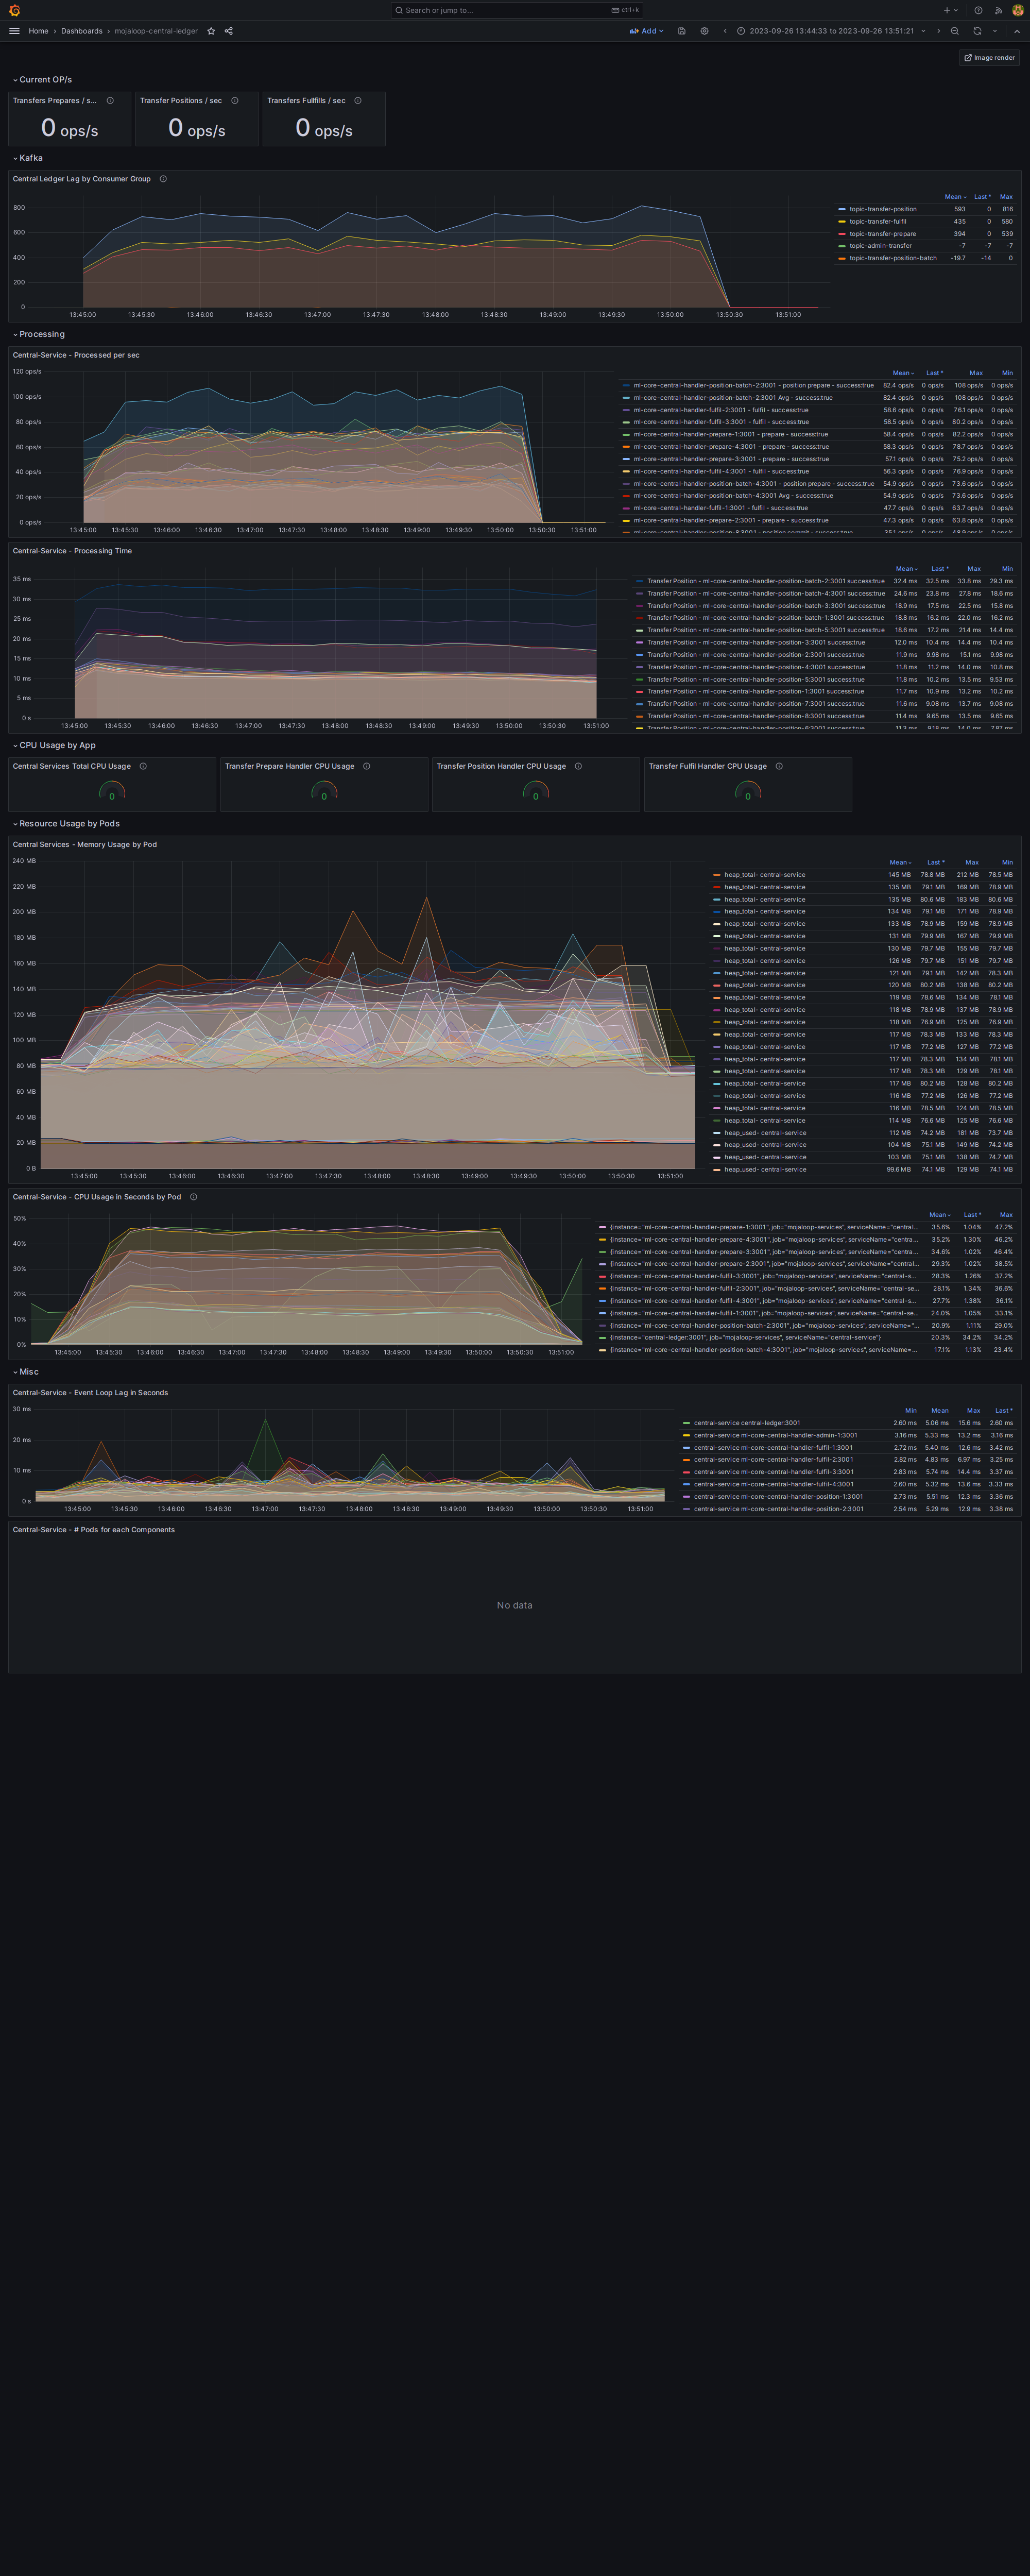 Search or jump to...
ctrl+k
Home › Dashboards › mojaloop-central-ledger
Add
2023-09-26 13:44:33 to 2023-09-26 13:51:21
Image render
Current OP/s
Transfers Prepares / s...
Transfer Positions / sec
Transfers Fullfills / sec
0 ops/s
0 ops/s
0 ops/s
Kafka
Central Ledger Lag by Consumer Group
800
600
400
200
0
13:45:00 13:45:30 13:46:00 13:46:30 13:47:00 13:47:30 13:48:00 13:48:30 13:49:00 13:49:30 13:50:00 13:50:30 13:51:00
Mean Last * Max
topic-transfer-position 593 0 816
topic-transfer-fulfil 435 0 580
topic-transfer-prepare 394 0 539
topic-admin-transfer -7 -7 -7
topic-transfer-position-batch -19.7 -14 0
Processing
Central-Service - Processed per sec
120 ops/s
100 ops/s
80 ops/s
60 ops/s
40 ops/s
20 ops/s
0 ops/s
13:45:00 13:45:30 13:46:00 13:46:30 13:47:00 13:47:30 13:48:00 13:48:30 13:49:00 13:49:30 13:50:00 13:50:30 13:51:00
Mean Last * Max Min
ml-core-central-handler-position-batch-2:3001 - position prepare - success:true 82.4 ops/s 0 ops/s 108 ops/s 0 ops/s
ml-core-central-handler-position-batch-2:3001 Avg - success:true 82.4 ops/s 0 ops/s 108 ops/s 0 ops/s
ml-core-central-handler-fulfil-2:3001 - fulfil - success:true 58.6 ops/s 0 ops/s 76.1 ops/s 0 ops/s
ml-core-central-handler-fulfil-3:3001 - fulfil - success:true 58.5 ops/s 0 ops/s 80.2 ops/s 0 ops/s
ml-core-central-handler-prepare-1:3001 - prepare - success:true 58.4 ops/s 0 ops/s 82.2 ops/s 0 ops/s
ml-core-central-handler-prepare-4:3001 - prepare - success:true 58.3 ops/s 0 ops/s 78.7 ops/s 0 ops/s
ml-core-central-handler-prepare-3:3001 - prepare - success:true 57.1 ops/s 0 ops/s 75.2 ops/s 0 ops/s
ml-core-central-handler-fulfil-4:3001 - fulfil - success:true 56.3 ops/s 0 ops/s 76.9 ops/s 0 ops/s
ml-core-central-handler-position-batch-4:3001 - position prepare - success:true 54.9 ops/s 0 ops/s 73.6 ops/s 0 ops/s
ml-core-central-handler-position-batch-4:3001 Avg - success:true 54.9 ops/s 0 ops/s 73.6 ops/s 0 ops/s
ml-core-central-handler-fulfil-1:3001 - fulfil - success:true 47.7 ops/s 0 ops/s 63.7 ops/s 0 ops/s
ml-core-central-handler-prepare-2:3001 - prepare - success:true 47.3 ops/s 0 ops/s 63.8 ops/s 0 ops/s
ml-core-central-handler-position-8:3001 - position commit - success:true 35.1 ops/s 0 ops/s 48.9 ops/s 0 ops/s
Central-Service - Processing Time
35 ms
30 ms
25 ms
20 ms
15 ms
10 ms
5 ms
0 s
13:45:00 13:45:30 13:46:00 13:46:30 13:47:00 13:47:30 13:48:00 13:48:30 13:49:00 13:49:30 13:50:00 13:50:30 13:51:00
Mean Last * Max Min
Transfer Position - ml-core-central-handler-position-batch-2:3001 success:true 32.4 ms 32.5 ms 33.8 ms 29.3 ms
Transfer Position - ml-core-central-handler-position-batch-4:3001 success:true 24.6 ms 23.8 ms 27.8 ms 18.6 ms
Transfer Position - ml-core-central-handler-position-batch-3:3001 success:true 18.9 ms 17.5 ms 22.5 ms 15.8 ms
Transfer Position - ml-core-central-handler-position-batch-1:3001 success:true 18.8 ms 16.2 ms 22.0 ms 16.2 ms
Transfer Position - ml-core-central-handler-position-batch-5:3001 success:true 18.6 ms 17.2 ms 21.4 ms 14.4 ms
Transfer Position - ml-core-central-handler-position-3:3001 success:true 12.0 ms 10.4 ms 14.4 ms 10.4 ms
Transfer Position - ml-core-central-handler-position-2:3001 success:true 11.9 ms 9.98 ms 15.1 ms 9.98 ms
Transfer Position - ml-core-central-handler-position-4:3001 success:true 11.8 ms 11.2 ms 14.0 ms 10.8 ms
Transfer Position - ml-core-central-handler-position-5:3001 success:true 11.8 ms 10.2 ms 13.5 ms 9.53 ms
Transfer Position - ml-core-central-handler-position-1:3001 success:true 11.7 ms 10.9 ms 13.2 ms 10.2 ms
Transfer Position - ml-core-central-handler-position-7:3001 success:true 11.6 ms 9.08 ms 13.7 ms 9.08 ms
Transfer Position - ml-core-central-handler-position-8:3001 success:true 11.4 ms 9.65 ms 13.5 ms 9.65 ms
Transfer Position - ml-core-central-handler-position-6:3001 success:true 11.3 ms 9.18 ms 14.0 ms 7.87 ms
CPU Usage by App
Central Services Total CPU Usage
Transfer Prepare Handler CPU Usage
Transfer Position Handler CPU Usage
Transfer Fulfil Handler CPU Usage
0
0
0
0
Resource Usage by Pods
Central Services - Memory Usage by Pod
240 MB
220 MB
200 MB
180 MB
160 MB
140 MB
120 MB
100 MB
80 MB
60 MB
40 MB
20 MB
0 B
13:45:00 13:45:30 13:46:00 13:46:30 13:47:00 13:47:30 13:48:00 13:48:30 13:49:00 13:49:30 13:50:00 13:50:30 13:51:00
Mean Last * Max Min
heap_total- central-service 145 MB 78.8 MB 212 MB 78.5 MB
heap_total- central-service 135 MB 79.1 MB 169 MB 78.9 MB
heap_total- central-service 135 MB 80.6 MB 183 MB 80.6 MB
heap_total- central-service 134 MB 79.1 MB 171 MB 78.9 MB
heap_total- central-service 133 MB 78.9 MB 159 MB 78.9 MB
heap_total- central-service 131 MB 79.9 MB 167 MB 79.9 MB
heap_total- central-service 130 MB 79.7 MB 155 MB 79.7 MB
heap_total- central-service 126 MB 79.7 MB 151 MB 79.7 MB
heap_total- central-service 121 MB 79.1 MB 142 MB 78.3 MB
heap_total- central-service 120 MB 80.2 MB 138 MB 80.2 MB
heap_total- central-service 119 MB 78.6 MB 134 MB 78.1 MB
heap_total- central-service 118 MB 78.9 MB 137 MB 78.9 MB
heap_total- central-service 118 MB 76.9 MB 125 MB 76.9 MB
heap_total- central-service 117 MB 78.3 MB 133 MB 78.3 MB
heap_total- central-service 117 MB 77.2 MB 127 MB 77.2 MB
heap_total- central-service 117 MB 78.3 MB 134 MB 78.1 MB
heap_total- central-service 117 MB 78.3 MB 129 MB 78.1 MB
heap_total- central-service 117 MB 80.2 MB 128 MB 80.2 MB
heap_total- central-service 116 MB 77.2 MB 126 MB 77.2 MB
heap_total- central-service 116 MB 78.5 MB 124 MB 78.5 MB
heap_total- central-service 114 MB 76.6 MB 125 MB 76.6 MB
heap_used- central-service 112 MB 74.2 MB 181 MB 73.7 MB
heap_used- central-service 104 MB 75.1 MB 149 MB 74.2 MB
heap_used- central-service 103 MB 75.1 MB 138 MB 74.7 MB
heap_used- central-service 99.6 MB 74.1 MB 129 MB 74.1 MB
Central-Service - CPU Usage in Seconds by Pod
50%
40%
30%
20%
10%
0%
13:45:00 13:45:30 13:46:00 13:46:30 13:47:00 13:47:30 13:48:00 13:48:30 13:49:00 13:49:30 13:50:00 13:50:30 13:51:00
Mean Last * Max
{instance="ml-core-central-handler-prepare-1:3001", job="mojaloop-services", serviceName="central... 35.6% 1.04% 47.2%
{instance="ml-core-central-handler-prepare-4:3001", job="mojaloop-services", serviceName="centra... 35.2% 1.30% 46.2%
{instance="ml-core-central-handler-prepare-3:3001", job="mojaloop-services", serviceName="centra... 34.6% 1.02% 46.4%
{instance="ml-core-central-handler-prepare-2:3001", job="mojaloop-services", serviceName="central... 29.3% 1.02% 38.5%
{instance="ml-core-central-handler-fulfil-3:3001", job="mojaloop-services", serviceName="central-s... 28.3% 1.26% 37.2%
{instance="ml-core-central-handler-fulfil-2:3001", job="mojaloop-services", serviceName="central-se... 28.1% 1.34% 36.6%
{instance="ml-core-central-handler-fulfil-4:3001", job="mojaloop-services", serviceName="central-s... 27.7% 1.38% 36.1%
{instance="ml-core-central-handler-fulfil-1:3001", job="mojaloop-services", serviceName="central-se... 24.0% 1.05% 33.1%
{instance="ml-core-central-handler-position-batch-2:3001", job="mojaloop-services", serviceName="... 20.9% 1.11% 29.0%
{instance="central-ledger:3001", job="mojaloop-services", serviceName="central-service"} 20.3% 34.2% 34.2%
{instance="ml-core-central-handler-position-batch-4:3001", job="mojaloop-services", serviceName=... 17.1% 1.13% 23.4%
Misc
Central-Service - Event Loop Lag in Seconds
30 ms
20 ms
10 ms
0 s
13:45:00 13:45:30 13:46:00 13:46:30 13:47:00 13:47:30 13:48:00 13:48:30 13:49:00 13:49:30 13:50:00 13:50:30 13:51:00
Min Mean Max Last *
central-service central-ledger:3001 2.60 ms 5.06 ms 15.6 ms 2.60 ms
central-service ml-core-central-handler-admin-1:3001 3.16 ms 5.33 ms 13.2 ms 3.16 ms
central-service ml-core-central-handler-fulfil-1:3001 2.72 ms 5.40 ms 12.6 ms 3.42 ms
central-service ml-core-central-handler-fulfil-2:3001 2.82 ms 4.83 ms 6.97 ms 3.25 ms
central-service ml-core-central-handler-fulfil-3:3001 2.83 ms 5.74 ms 14.4 ms 3.37 ms
central-service ml-core-central-handler-fulfil-4:3001 2.60 ms 5.32 ms 13.6 ms 3.33 ms
central-service ml-core-central-handler-position-1:3001 2.73 ms 5.51 ms 12.3 ms 3.36 ms
central-service ml-core-central-handler-position-2:3001 2.54 ms 5.29 ms 12.9 ms 3.38 ms
Central-Service - # Pods for each Components
No data